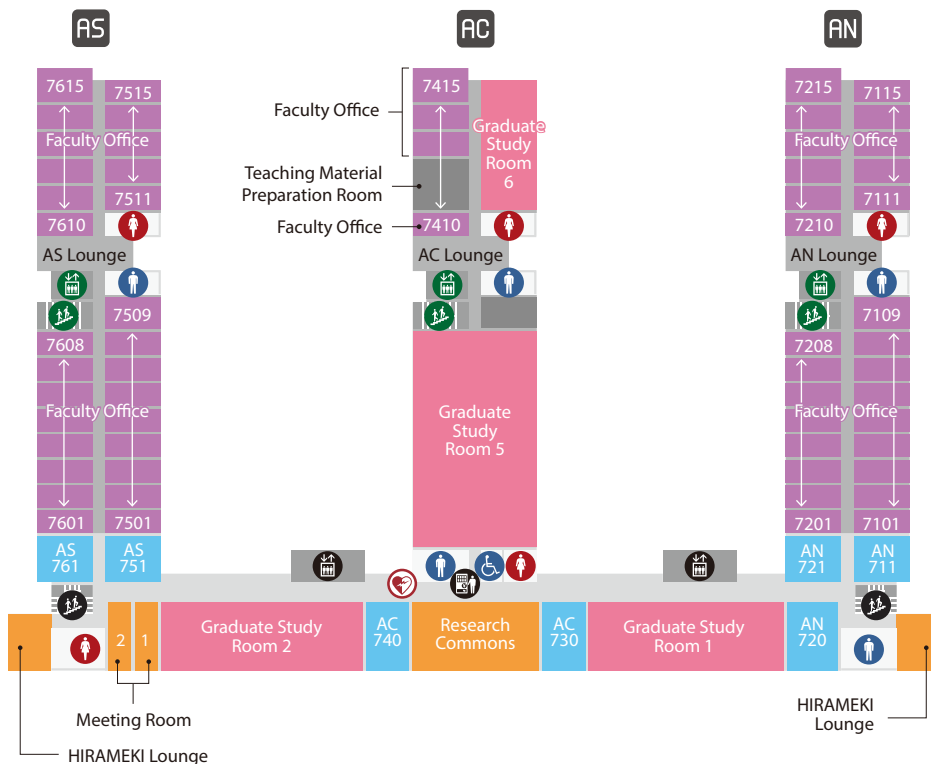 AS
AC
AN
7615
7515
Faculty Office
7511
7610
AS Lounge
7509
7608
Faculty Office
7601
7501
AS
761
AS
751
Faculty Office
Teaching Material
Preparation Room
Faculty Office
7415
Graduate
Study
Room
6
7410
AC Lounge
Graduate
Study
Room 5
7215
7115
Faculty Office
7111
7210
AN Lounge
7109
7208
Faculty Office
7201
7101
AN
721
AN
711
2
1
Graduate Study
Room 2
AC
740
Research
Commons
AC
730
Graduate Study
Room 1
AN
720
Meeting Room
HIRAMEKI Lounge
HIRAMEKI
Lounge